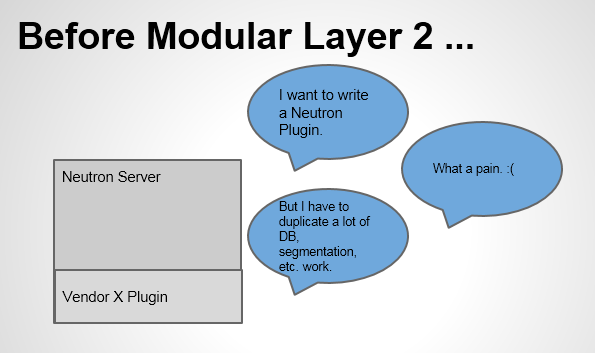 Before Modular Layer 2 ...
I want to write
a Neutron
Plugin.
What a pain. :(
Neutron Server
But I have to
duplicate a lot of
DB,
segmentation,
etc. work.
Vendor X Plugin